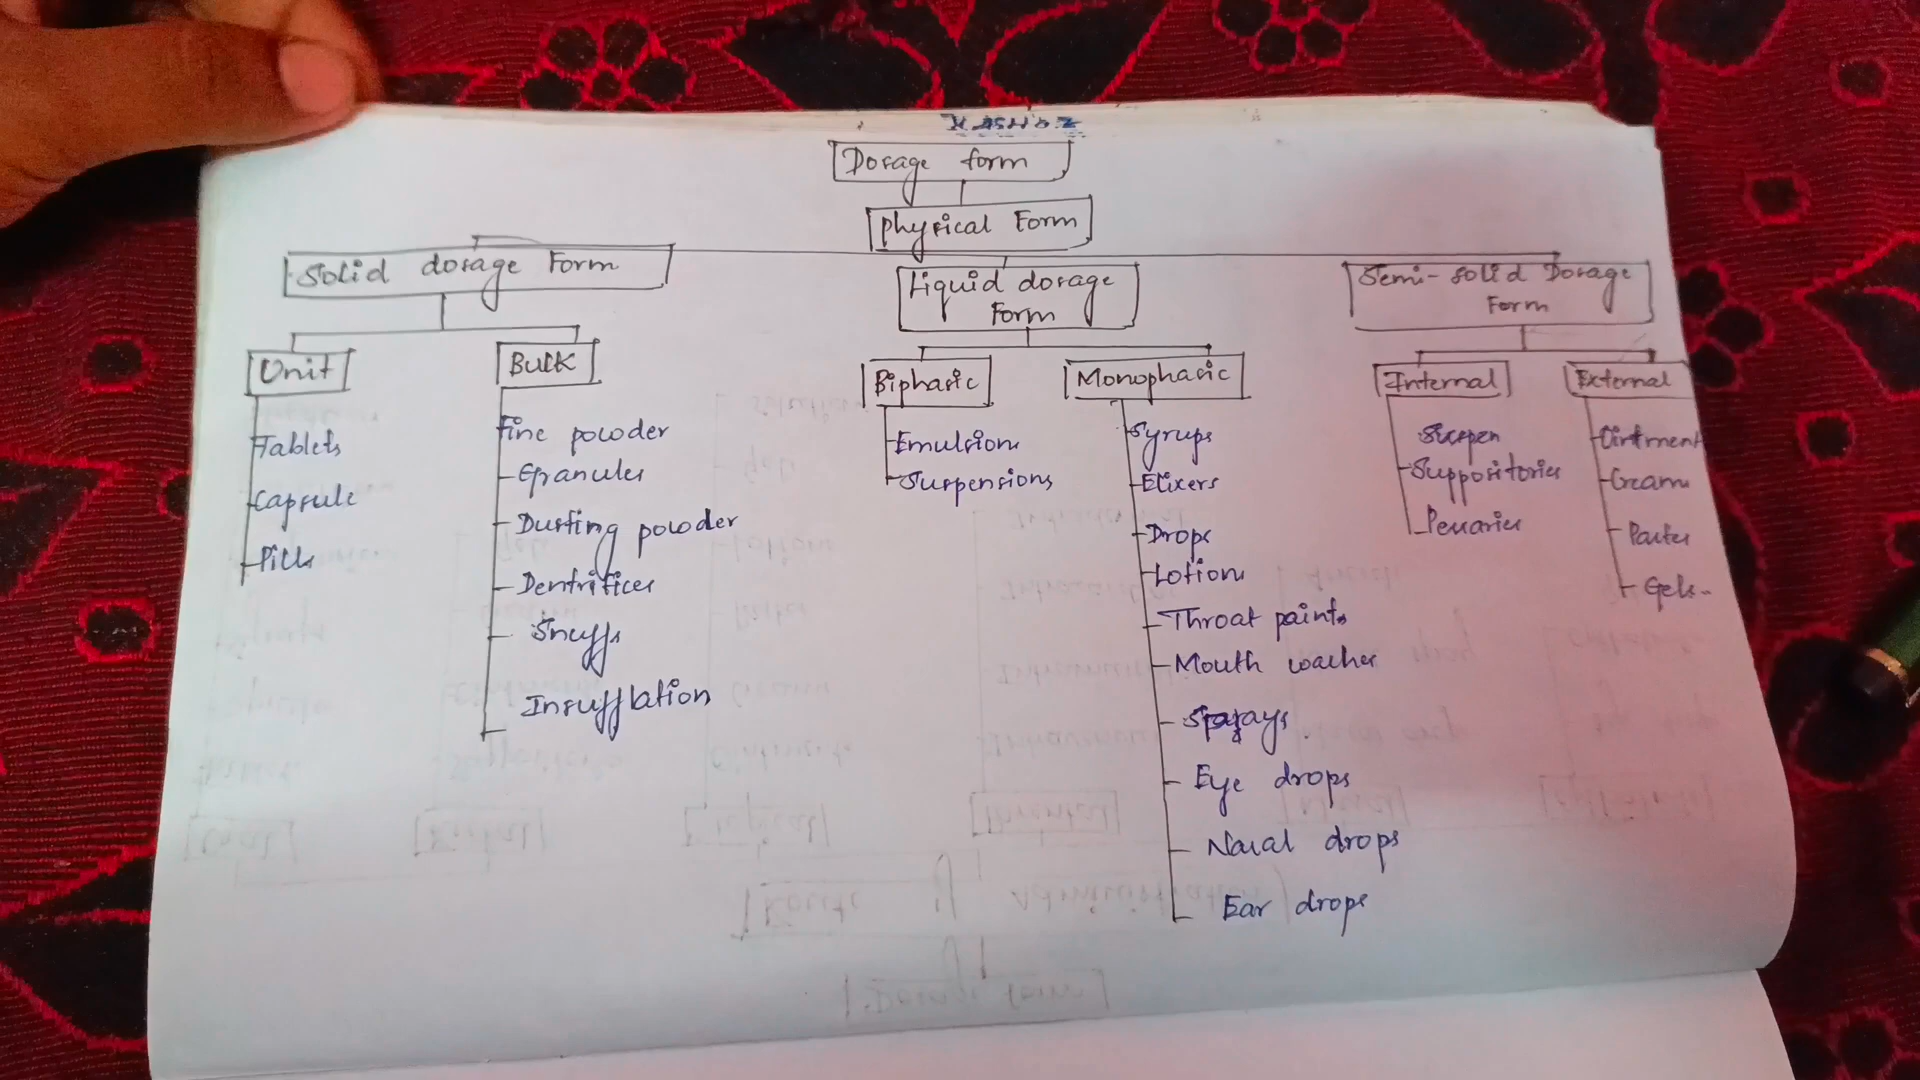 Dosage form
Physical Form
Solid dosage Form
Liquid dosage
Form
Semi-solid Dosage
Form
Unit
Tablets
Capsule
Pills
Bulk
Fine powder
Granules
Dusting powder
Dentrifices
Snuffs
Insufflation
Biphasic
Emulsions
Suspensions
Monophasic
Syrups
Elixers
Drops
Lotions
Throat paints
Mouth washes
Sprays
Eye drops
Nasal drops
Ear drops
Internal
Suppositories
Pessaries
External
Ointment
Creams
Pastes
Gels